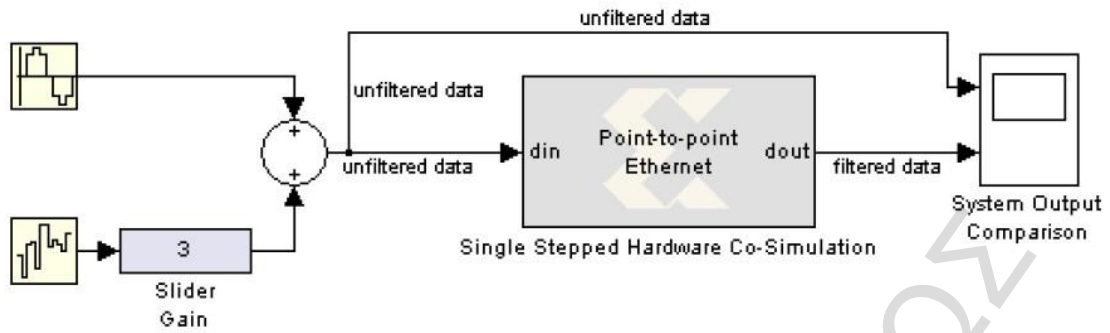 unfiltered data
unfiltered data
+
+
unfiltered data
din
Point-to-point
Ethernet
dout
filtered data
System Output
Comparison
Single Stepped Hardware Co-Simulation
3
Slider
Gain
ΩΣ